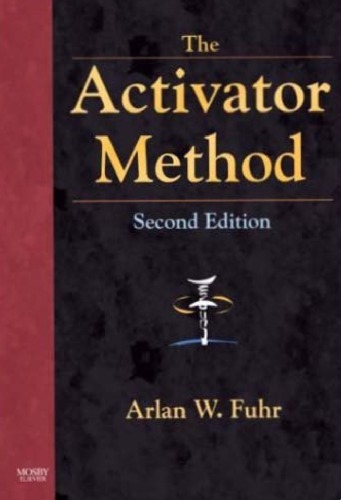 The
Activator
Method
Second Edition
Arlan W. Fuhr
MOSBY
ELSEVIER